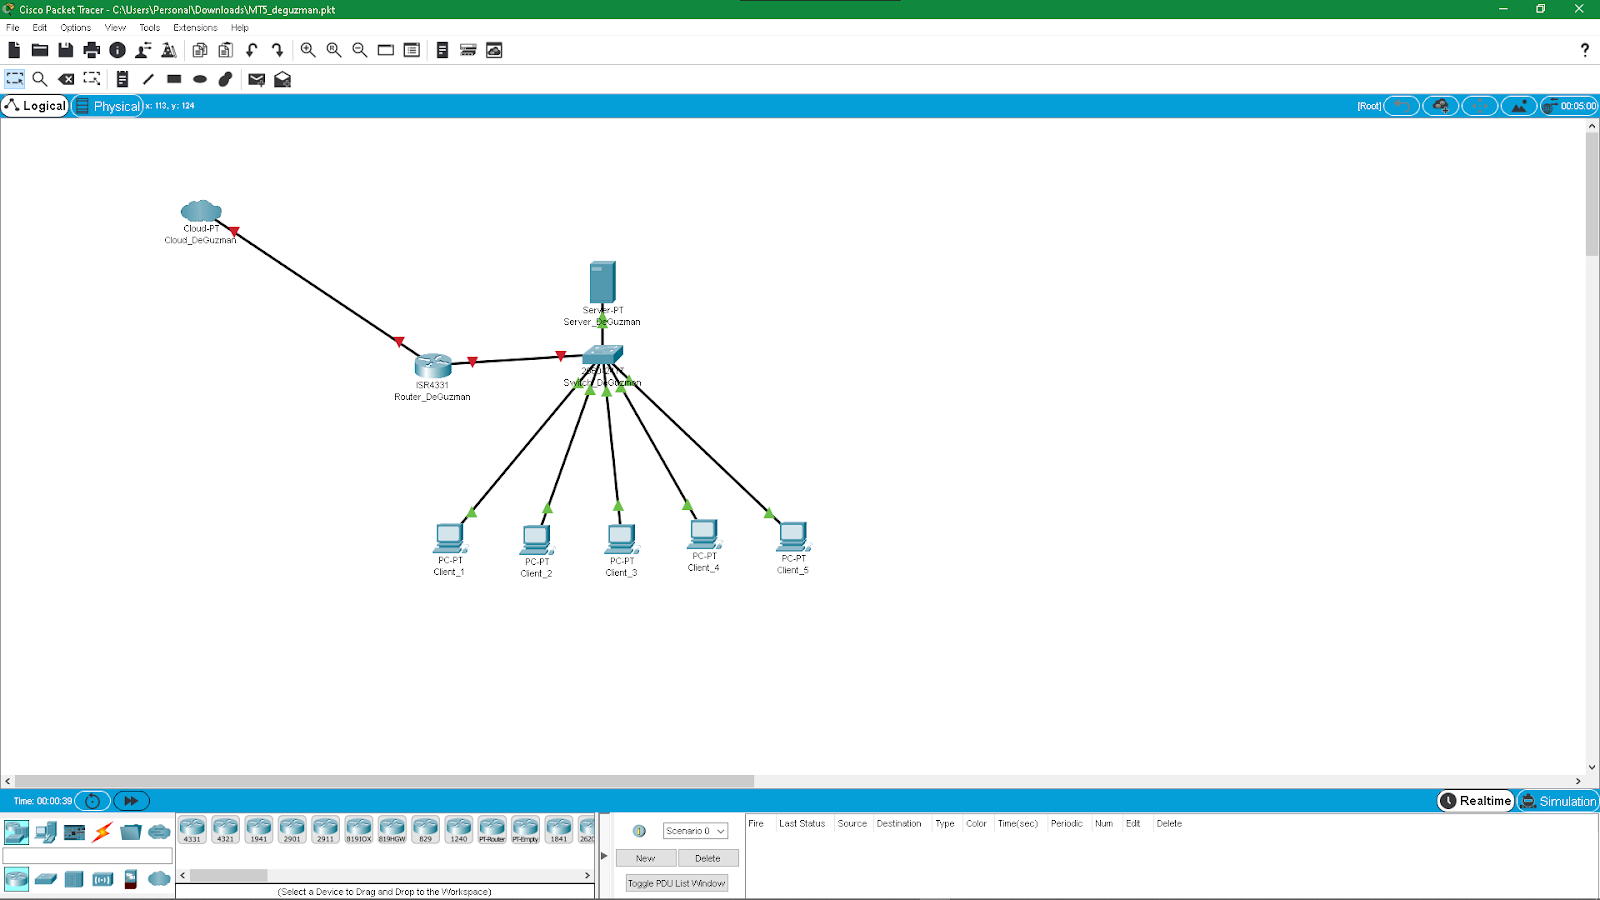 Cisco Packet Tracer - C:\Users\Personal\Downloads\MT5_deguzman.pkt
File Edit Options View Tools Extensions Help
?
Logical Physical x: 113, y: 124 [Root] 00:05:00
Cloud-PT
Cloud_DeGuzman
Server-PT
Server_DeGuzman
Switch_DeGuzman
ISR4331
Router_DeGuzman
PC-PT
Client_1
PC-PT
Client_2
PC-PT
Client_3
PC-PT
Client_4
PC-PT
Client_5
Time: 00:00:39 Realtime Simulation
4331 4321 1941 2901 2911 819IOX 819HGW 829 1240 PT-Router PT-Empty 1841 2620
(Select a Device to Drag and Drop to the Workspace)
Scenario 0
New Delete
Toggle PDU List Window
Fire Last Status Source Destination Type Color Time(sec) Periodic Num Edit Delete